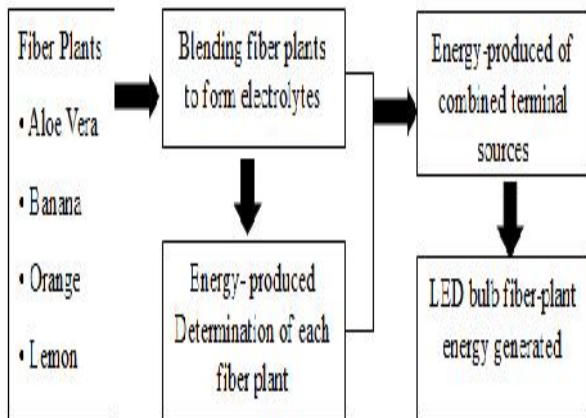 Fiber Plants
• Aloe Vera
• Banana
• Orange
• Lemon
Blending fiber plants
to form electrolytes
Energy- produced
Determination of each
fiber plant
Energy-produced of
combined terminal
sources
LED bulb fiber-plant
energy generated